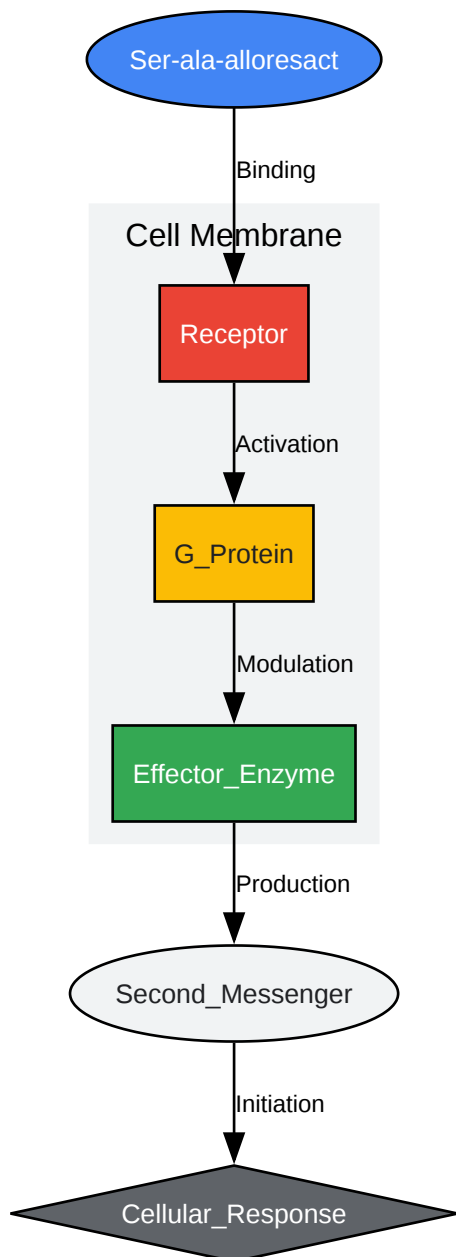 Ser-ala-alloresact
Binding
Cell Membrane
Receptor
Activation
G_Protein
Modulation
Effector_Enzyme
Production
Second_Messenger
Initiation
Cellular_Response